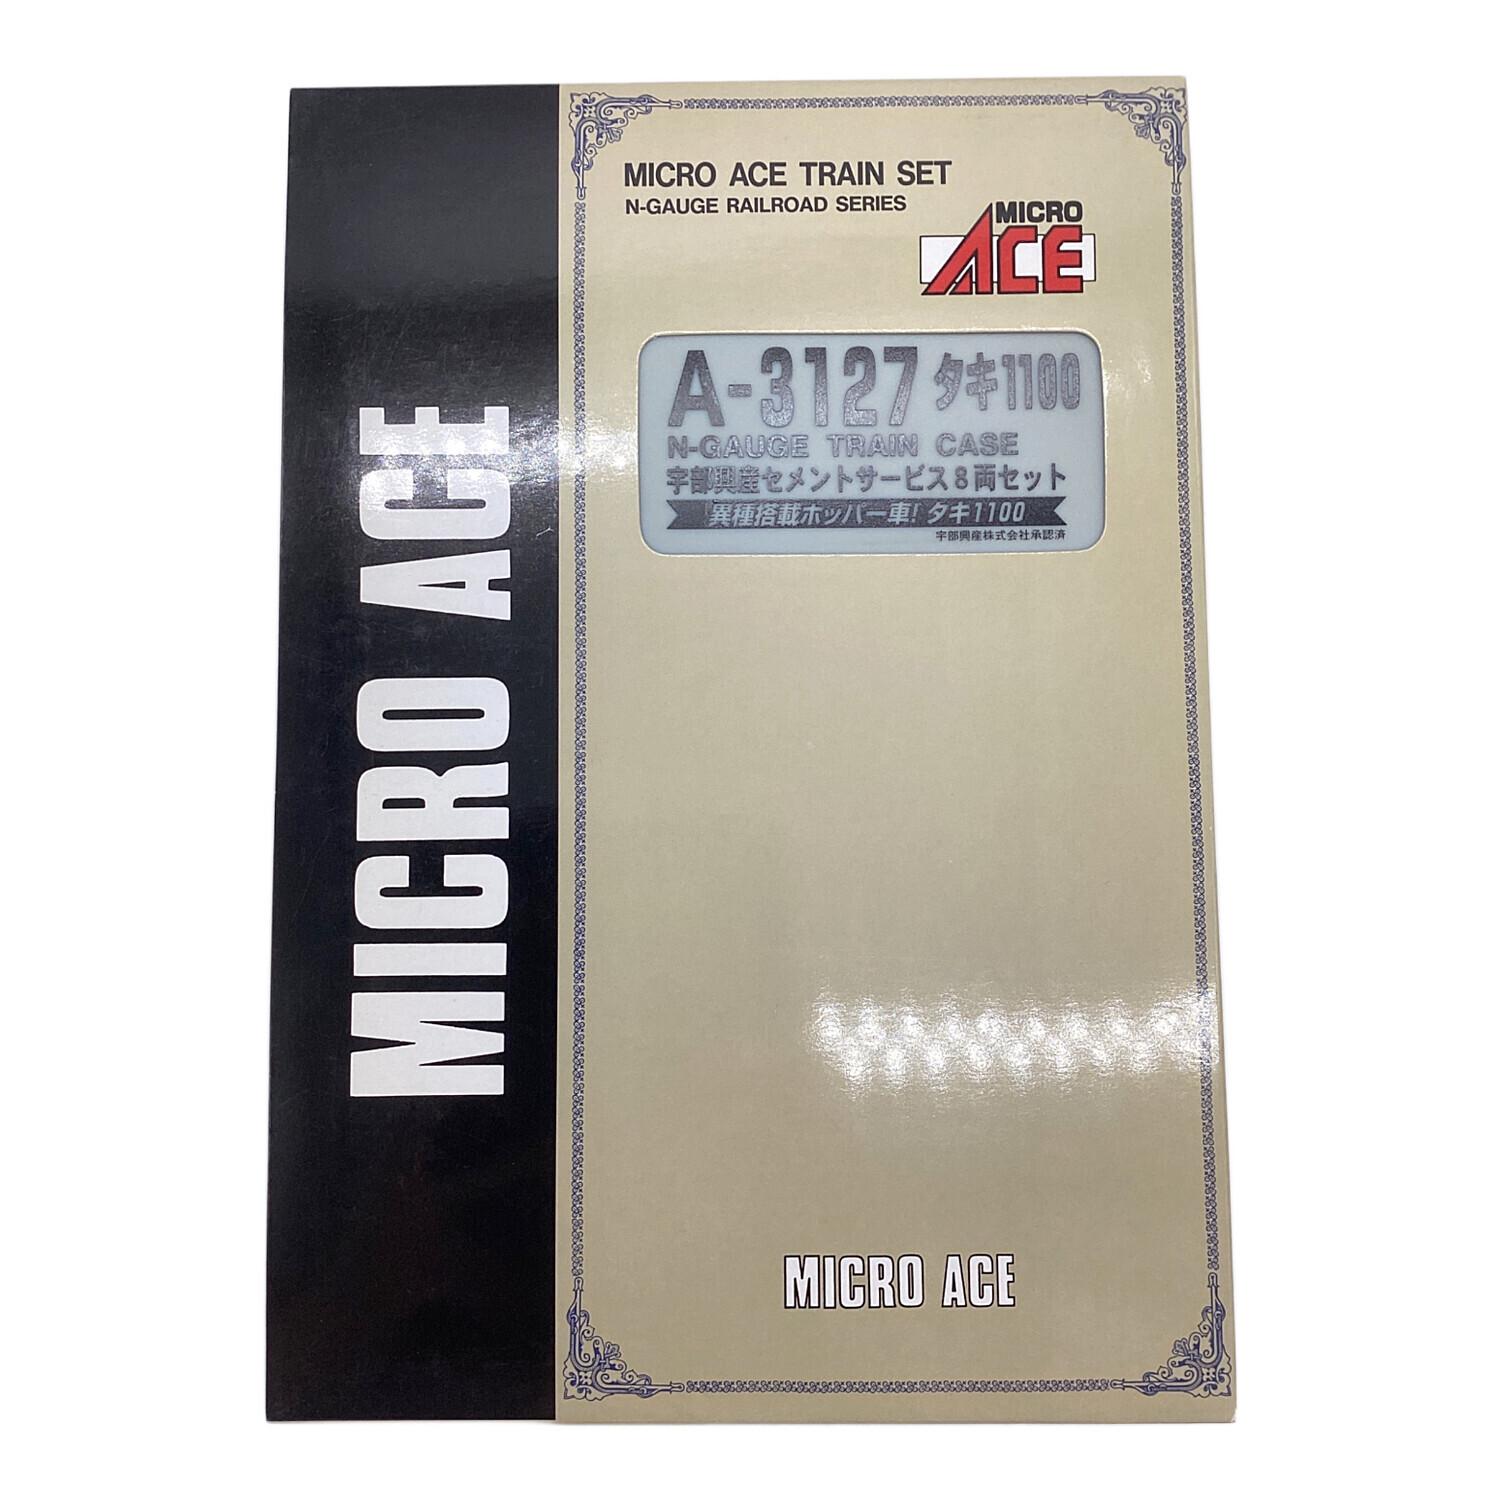 MICRO ACE
MICRO ACE TRAIN SET
N-GAUGE RAILROAD SERIES
MICRO
ACE
A-3127 タキ1100
N-GAUGE TRAIN CASE
宇部興産セメントサービス8両セット
異種搭載ホッパー車!タキ1100
宇部興産株式会社承認済
MICRO ACE